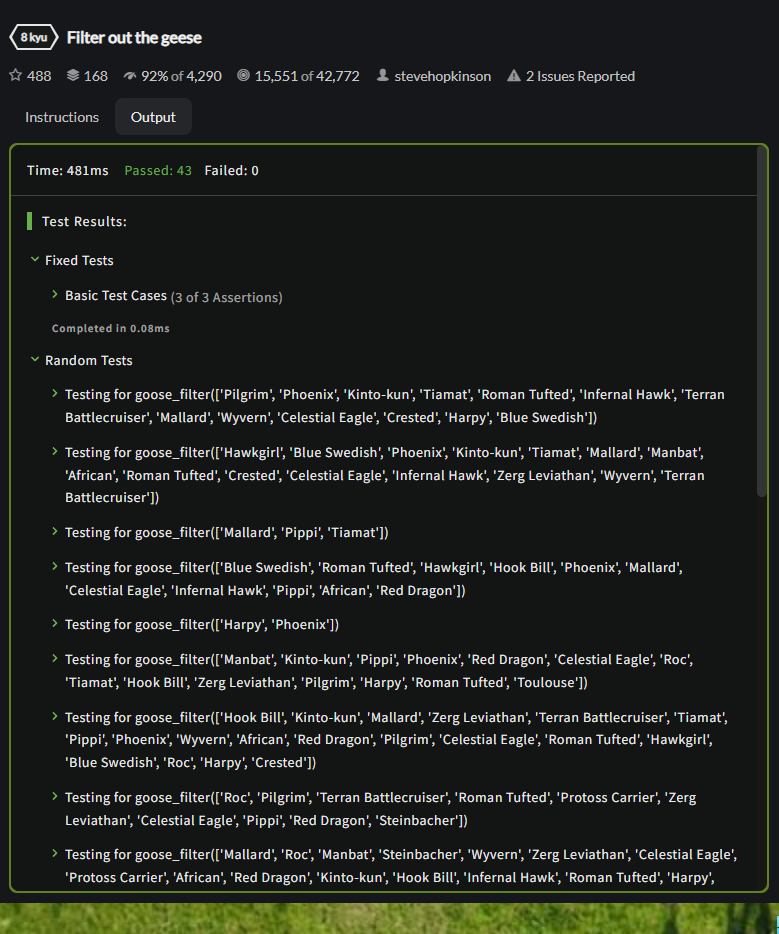 8 kyu Filter out the geese
488 168 92% of 4,290 15,551 of 42,772 stevehopkinson 2 Issues Reported
Instructions Output
Time: 481ms Passed: 43 Failed: 0
Test Results:
Fixed Tests
Basic Test Cases (3 of 3 Assertions)
Completed in 0.08ms
Random Tests
Testing for goose_filter(['Pilgrim', 'Phoenix', 'Kinto-kun', 'Tiamat', 'Roman Tufted', 'Infernal Hawk', 'Terran
Battlecruiser', 'Mallard', 'Wyvern', 'Celestial Eagle', 'Crested', 'Harpy', 'Blue Swedish'])
Testing for goose_filter(['Hawkgirl', 'Blue Swedish', 'Phoenix', 'Kinto-kun', 'Tiamat', 'Mallard', 'Manbat',
'African', 'Roman Tufted', 'Crested', 'Celestial Eagle', 'Infernal Hawk', 'Zerg Leviathan', 'Wyvern', 'Terran
Battlecruiser'])
Testing for goose_filter(['Mallard', 'Pippi', 'Tiamat'])
Testing for goose_filter(['Blue Swedish', 'Roman Tufted', 'Hawkgirl', 'Hook Bill', 'Phoenix', 'Mallard',
'Celestial Eagle', 'Infernal Hawk', 'Pippi', 'African', 'Red Dragon'])
Testing for goose_filter(['Harpy', 'Phoenix'])
Testing for goose_filter(['Manbat', 'Kinto-kun', 'Pippi', 'Phoenix', 'Red Dragon', 'Celestial Eagle', 'Roc',
'Tiamat', 'Hook Bill', 'Zerg Leviathan', 'Pilgrim', 'Harpy', 'Roman Tufted', 'Toulouse'])
Testing for goose_filter(['Hook Bill', 'Kinto-kun', 'Mallard', 'Zerg Leviathan', 'Terran Battlecruiser', 'Tiamat',
'Pippi', 'Phoenix', 'Wyvern', 'African', 'Red Dragon', 'Pilgrim', 'Celestial Eagle', 'Roman Tufted', 'Hawkgirl',
'Blue Swedish', 'Roc', 'Harpy', 'Crested'])
Testing for goose_filter(['Roc', 'Pilgrim', 'Terran Battlecruiser', 'Roman Tufted', 'Protoss Carrier', 'Zerg
Leviathan', 'Celestial Eagle', 'Pippi', 'Red Dragon', 'Steinbacher'])
Testing for goose_filter(['Mallard', 'Roc', 'Manbat', 'Steinbacher', 'Wyvern', 'Zerg Leviathan', 'Celestial Eagle',
'Protoss Carrier', 'African', 'Red Dragon', 'Kinto-kun', 'Hook Bill', 'Infernal Hawk', 'Roman Tufted', 'Harpy',